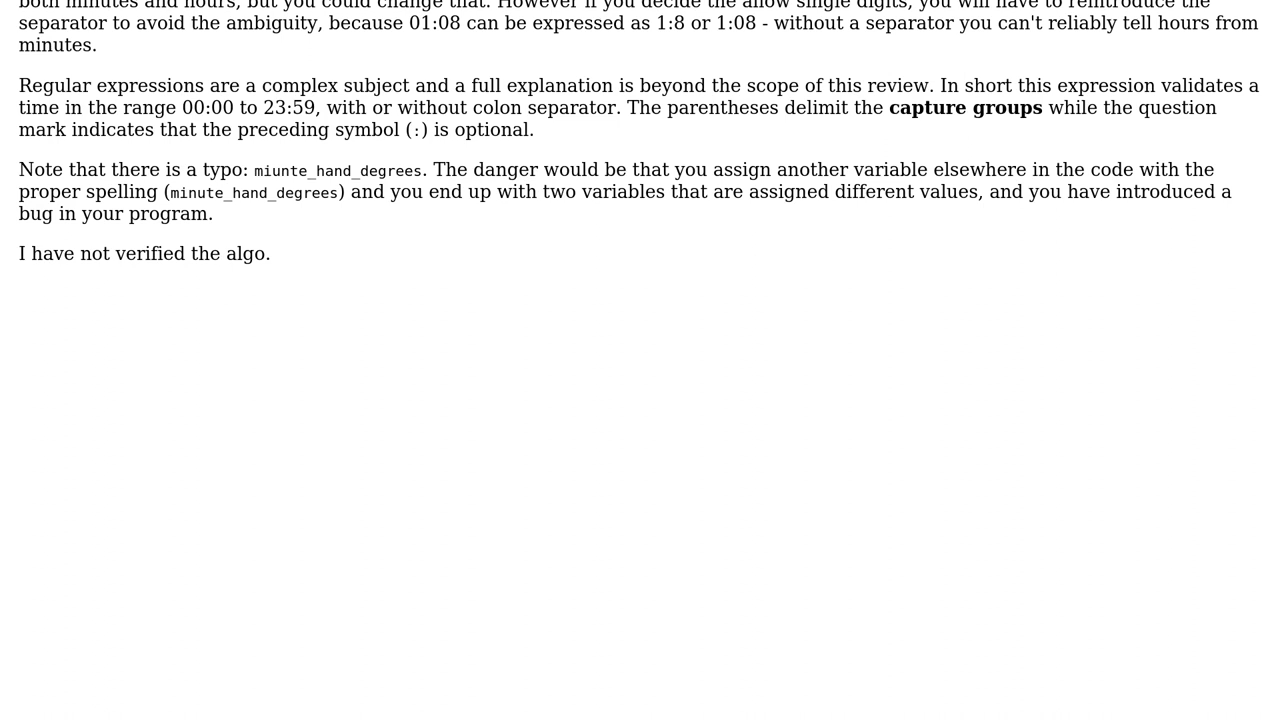 both minutes and hours, but you could change that. However if you decide the allow single digits, you will have to reintroduce the
separator to avoid the ambiguity, because 01:08 can be expressed as 1:8 or 1:08 - without a separator you can't reliably tell hours from
minutes.
Regular expressions are a complex subject and a full explanation is beyond the scope of this review. In short this expression validates a
time in the range 00:00 to 23:59, with or without colon separator. The parentheses delimit the capture groups while the question
mark indicates that the preceding symbol (:) is optional.
Note that there is a typo: miunte_hand_degrees. The danger would be that you assign another variable elsewhere in the code with the
proper spelling (minute_hand_degrees) and you end up with two variables that are assigned different values, and you have introduced a
bug in your program.
I have not verified the algo.